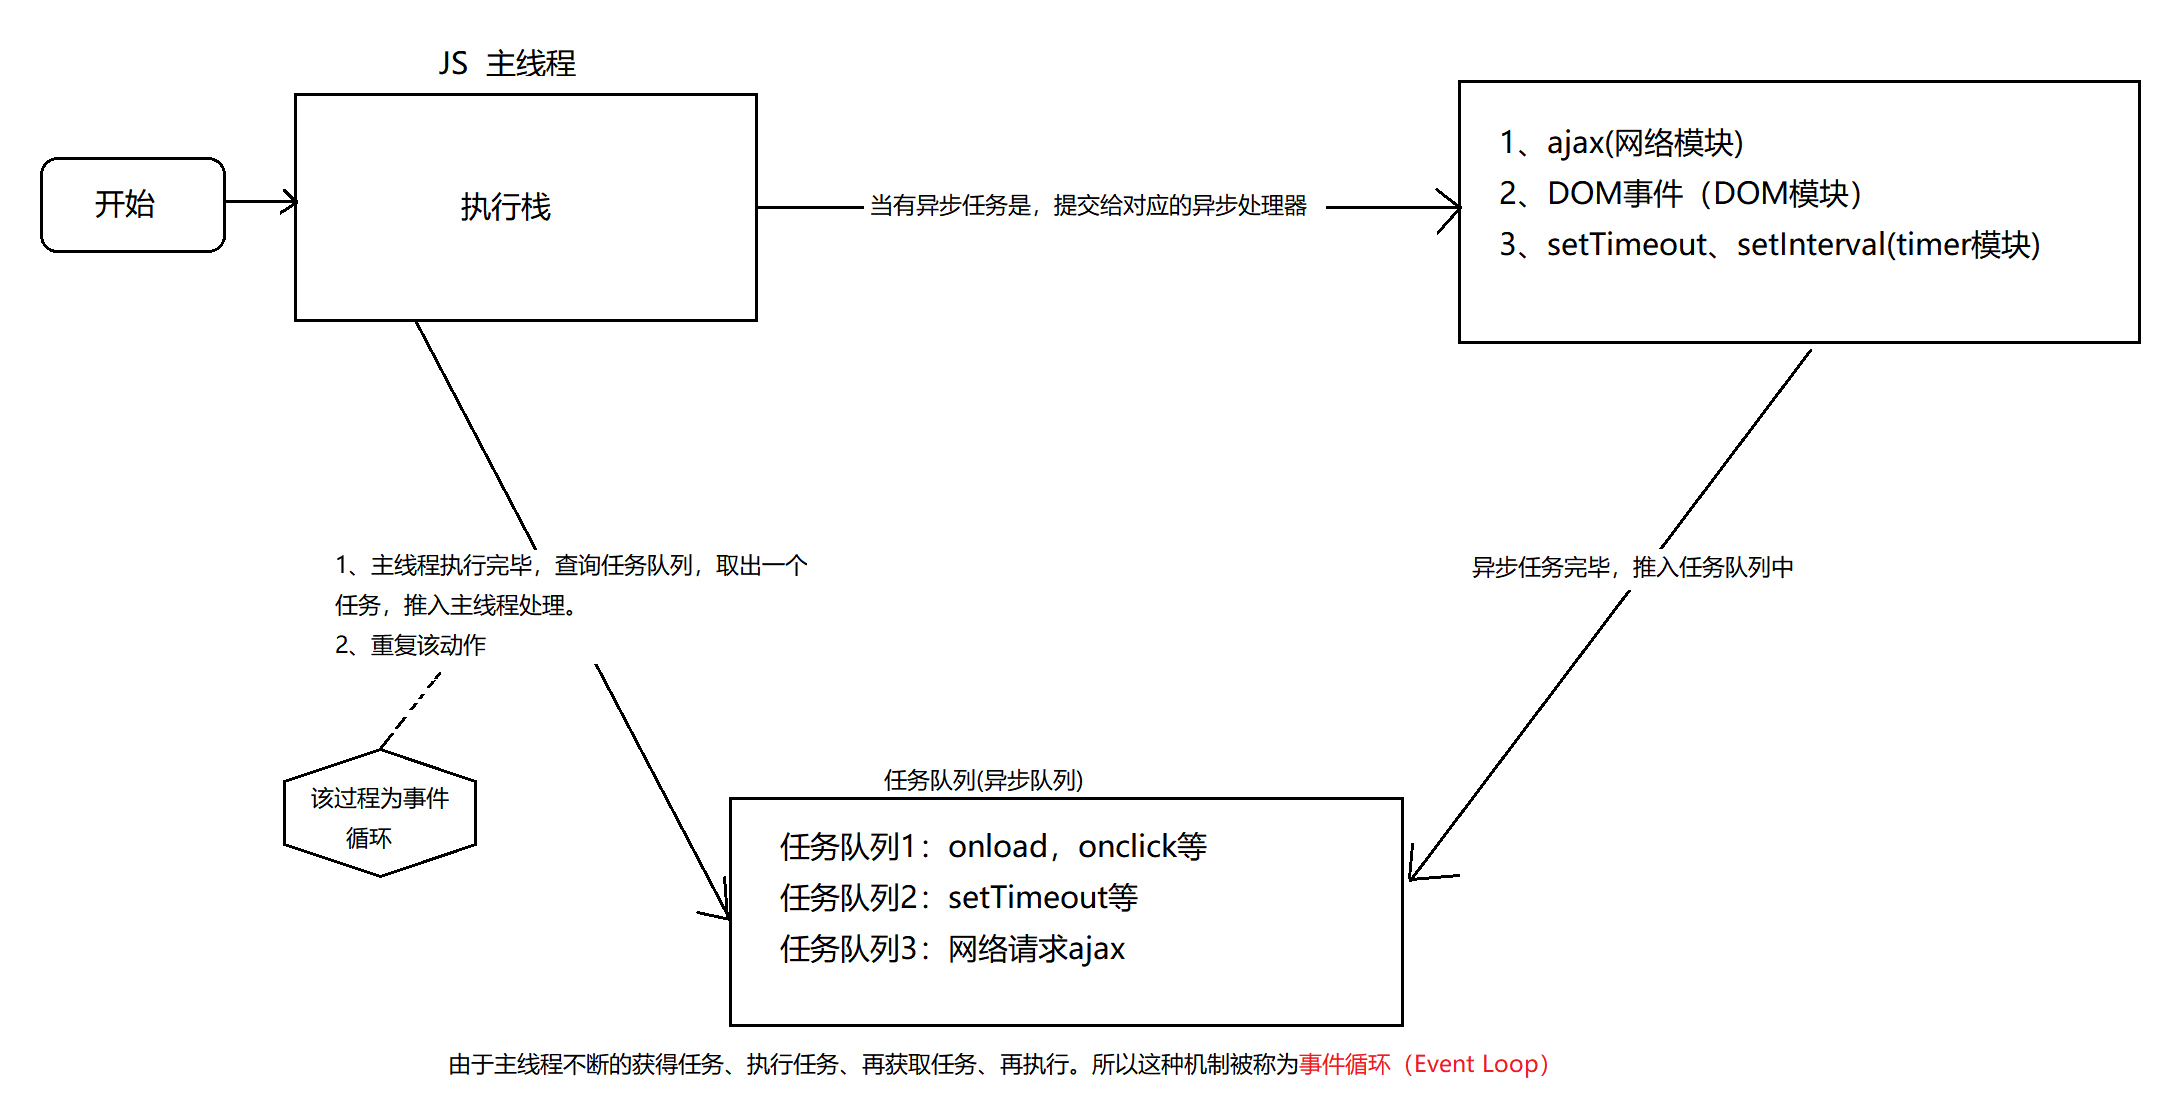 JS 主线程
开始
执行栈
当有异步任务是，提交给对应的异步处理器
1、ajax(网络模块)
2、DOM事件（DOM模块）
3、setTimeout、setInterval(timer模块)
1、主线程执行完毕，查询任务队列，取出一个
任务，推入主线程处理。
2、重复该动作
异步任务完毕，推入任务队列中
该过程为事件
循环
任务队列(异步队列)
任务队列1：onload，onclick等
任务队列2：setTimeout等
任务队列3：网络请求ajax
由于主线程不断的获得任务、执行任务、再获取任务、再执行。所以这种机制被称为事件循环（Event Loop）